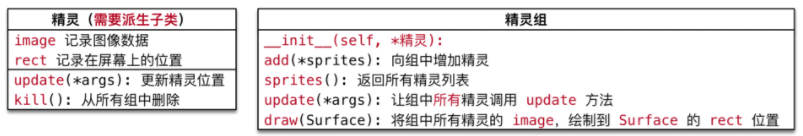 精灵（需要派生子类）
image 记录图像数据
rect 记录在屏幕上的位置
update(*args): 更新精灵位置
kill(): 从所有组中删除
精灵组
__init__(self, *精灵):
add(*sprites): 向组中增加精灵
sprites(): 返回所有精灵列表
update(*args): 让组中所有精灵调用 update 方法
draw(Surface): 将组中所有精灵的 image，绘制到 Surface 的 rect 位置